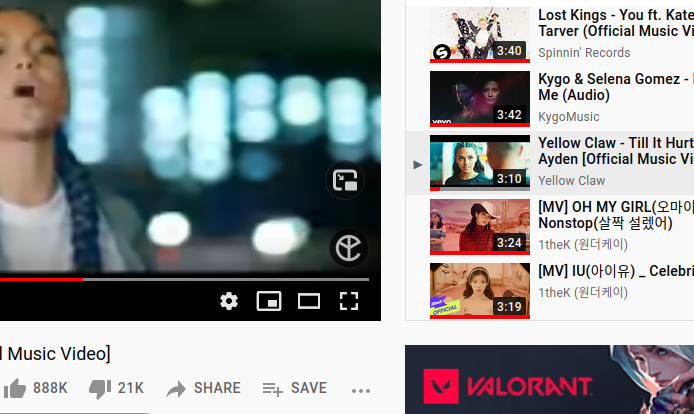 Lost Kings - You ft. Kate
Tarver (Official Music Vi
Spinnin' Records
3:40
Kygo & Selena Gomez -
Me (Audio)
KygoMusic
vevo
3:42
Yellow Claw - Till It Hurt
Ayden [Official Music Vi
Yellow Claw
3:10
[MV] OH MY GIRL(오마이
Nonstop(살짝 설렜어)
1theK (원더케이)
3:24
[MV] IU(아이유) _ Celebri
1theK (원더케이)
OFFICIAL
3:19
l Music Video]
888K 21K SHARE SAVE
VALORANT